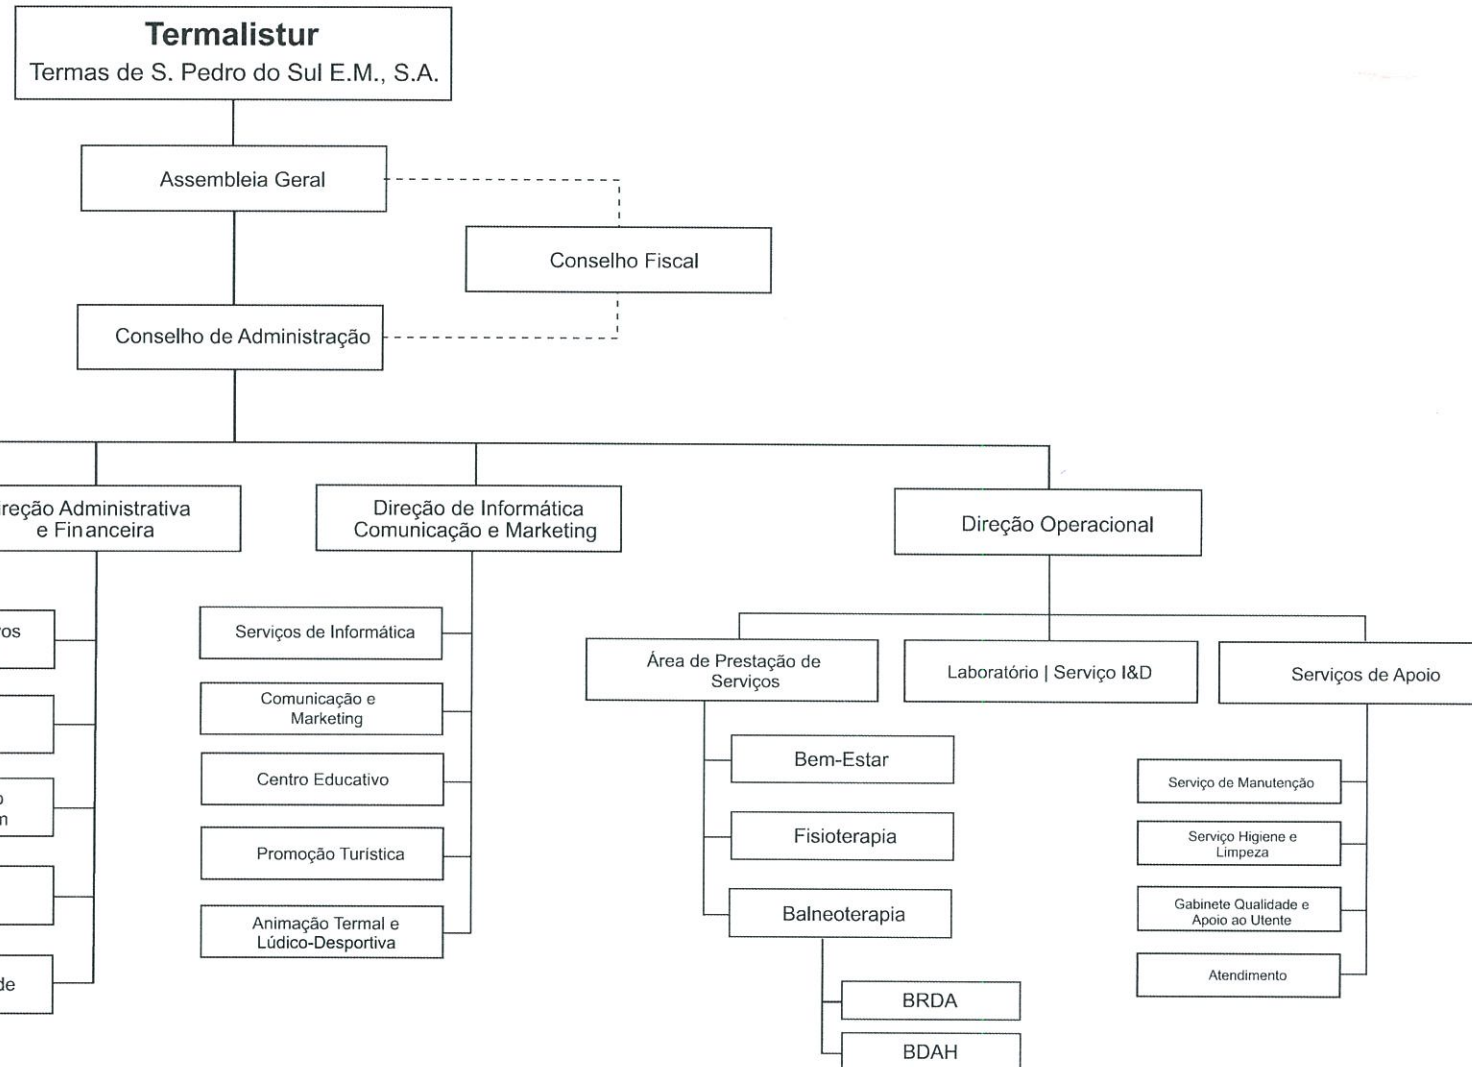 Termalistur
Termas de S. Pedro do Sul E.M., S.A.
Assembleia Geral
Conselho Fiscal
Conselho de Administração
Administrativa
e Financeira
Direção de Informática
Comunicação e Marketing
Direção Operacional
Serviços de Informática
Comunicação e
Marketing
Centro Educativo
Promoção Turística
Animação Termal e
Lúdico-Desportiva
Área de Prestação de
Serviços
Bem-Estar
Fisioterapia
Balneoterapia
BRDA
BDAH
Laboratório | Serviço I&D
Serviços de Apoio
Serviço de Manutenção
Serviço Higiene e
Limpeza
Gabinete Qualidade e
Apoio ao Utente
Atendimento